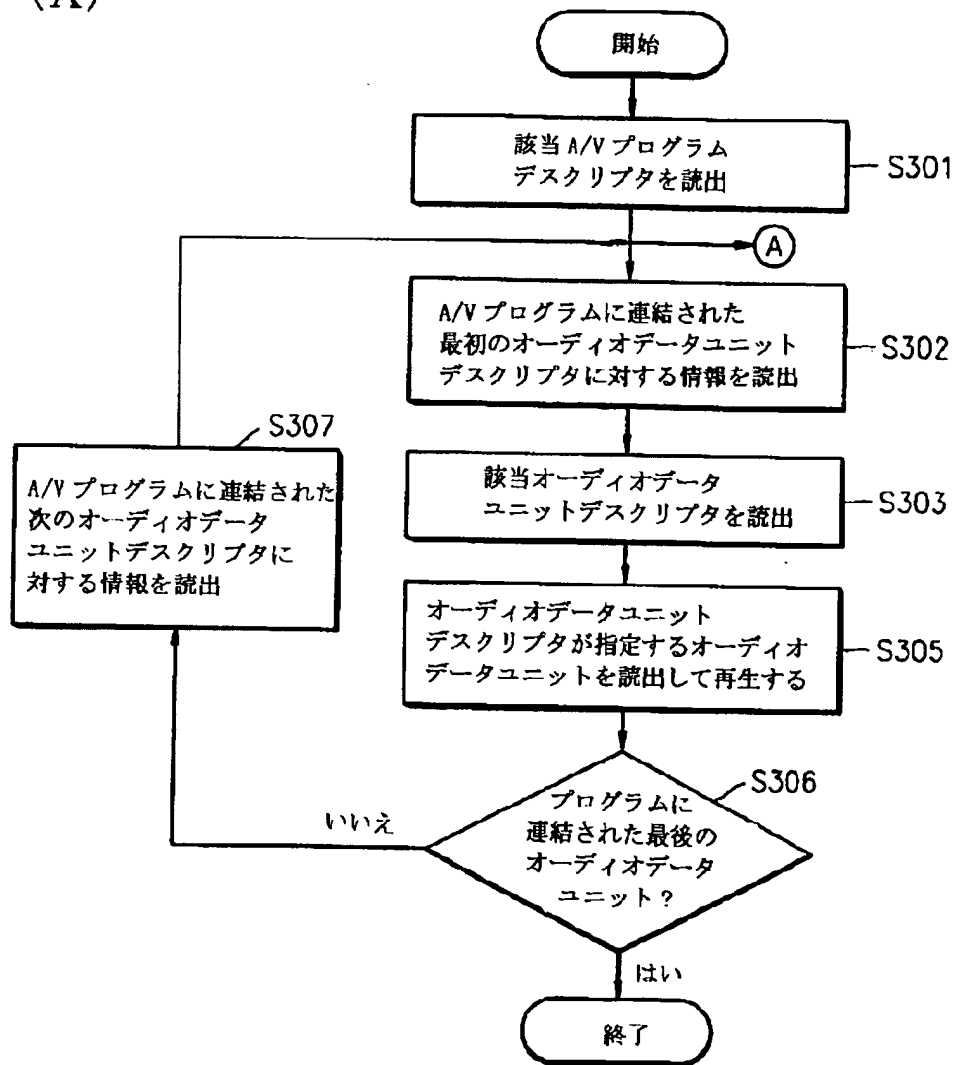 (A)
開始
該当A/Vプログラム
デスクリプタを読出
S301
A
A/Vプログラムに連結された
最初のオーディオデータユニット
デスクリプタに対する情報を読出
S302
S307
A/Vプログラムに連結された
次のオーディオデータ
ユニットデスクリプタに
対する情報を読出
該当オーディオデータ
ユニットデスクリプタを読出
S303
オーディオデータユニット
デスクリプタが指定するオーディオ
データユニットを読出して再生する
S305
S306
プログラムに
連結された最後の
オーディオデータ
ユニット?
いいえ
はい
終了